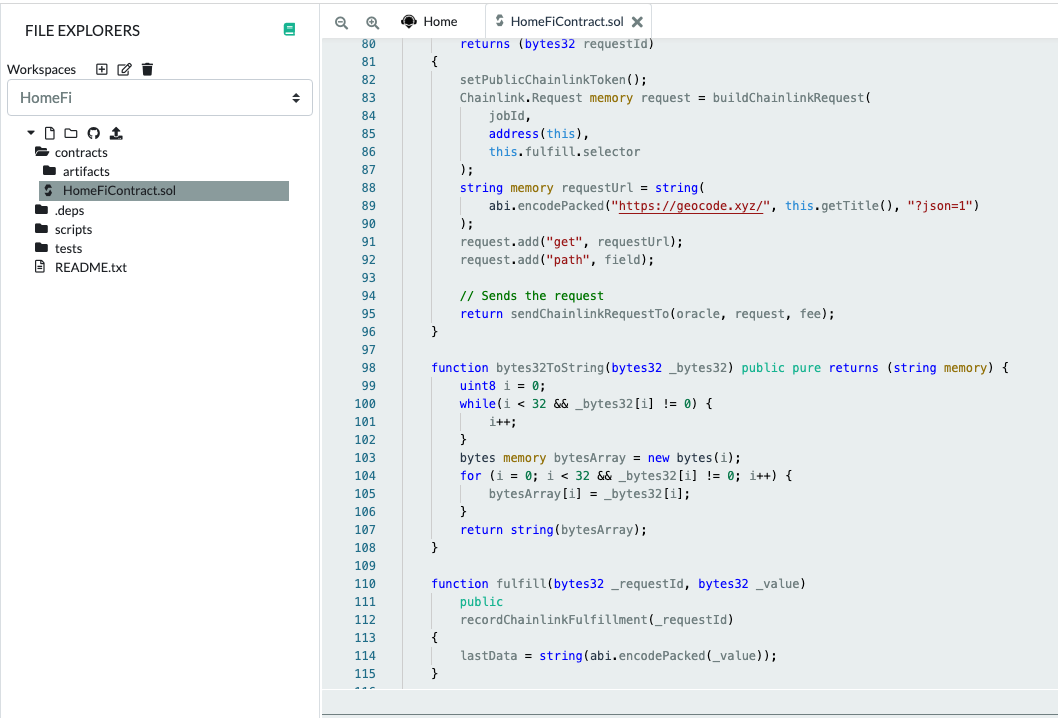 FILE EXPLORERS
Workspaces
HomeFi
contracts
artifacts
HomeFiContract.sol
.deps
scripts
tests
README.txt
Home
HomeFiContract.sol
80 returns (bytes32 requestId)
81 {
82 setPublicChainlinkToken();
83 Chainlink.Request memory request = buildChainlinkRequest(
84 jobId,
85 address(this),
86 this.fulfill.selector
87 );
88 string memory requestUrl = string(
89 abi.encodePacked("https://geocode.xyz/", this.getTitle(), "?json=1")
90 );
91 request.add("get", requestUrl);
92 request.add("path", field);
93
94 // Sends the request
95 return sendChainlinkRequestTo(oracle, request, fee);
96 }
97
98 function bytes32ToString(bytes32 _bytes32) public pure returns (string memory) {
99 uint8 i = 0;
100 while(i < 32 && _bytes32[i] != 0) {
101 i++;
102 }
103 bytes memory bytesArray = new bytes(i);
104 for (i = 0; i < 32 && _bytes32[i] != 0; i++) {
105 bytesArray[i] = _bytes32[i];
106 }
107 return string(bytesArray);
108 }
109
110 function fulfill(bytes32 _requestId, bytes32 _value)
111 public
112 recordChainlinkFulfillment(_requestId)
113 {
114 lastData = string(abi.encodePacked(_value));
115 }